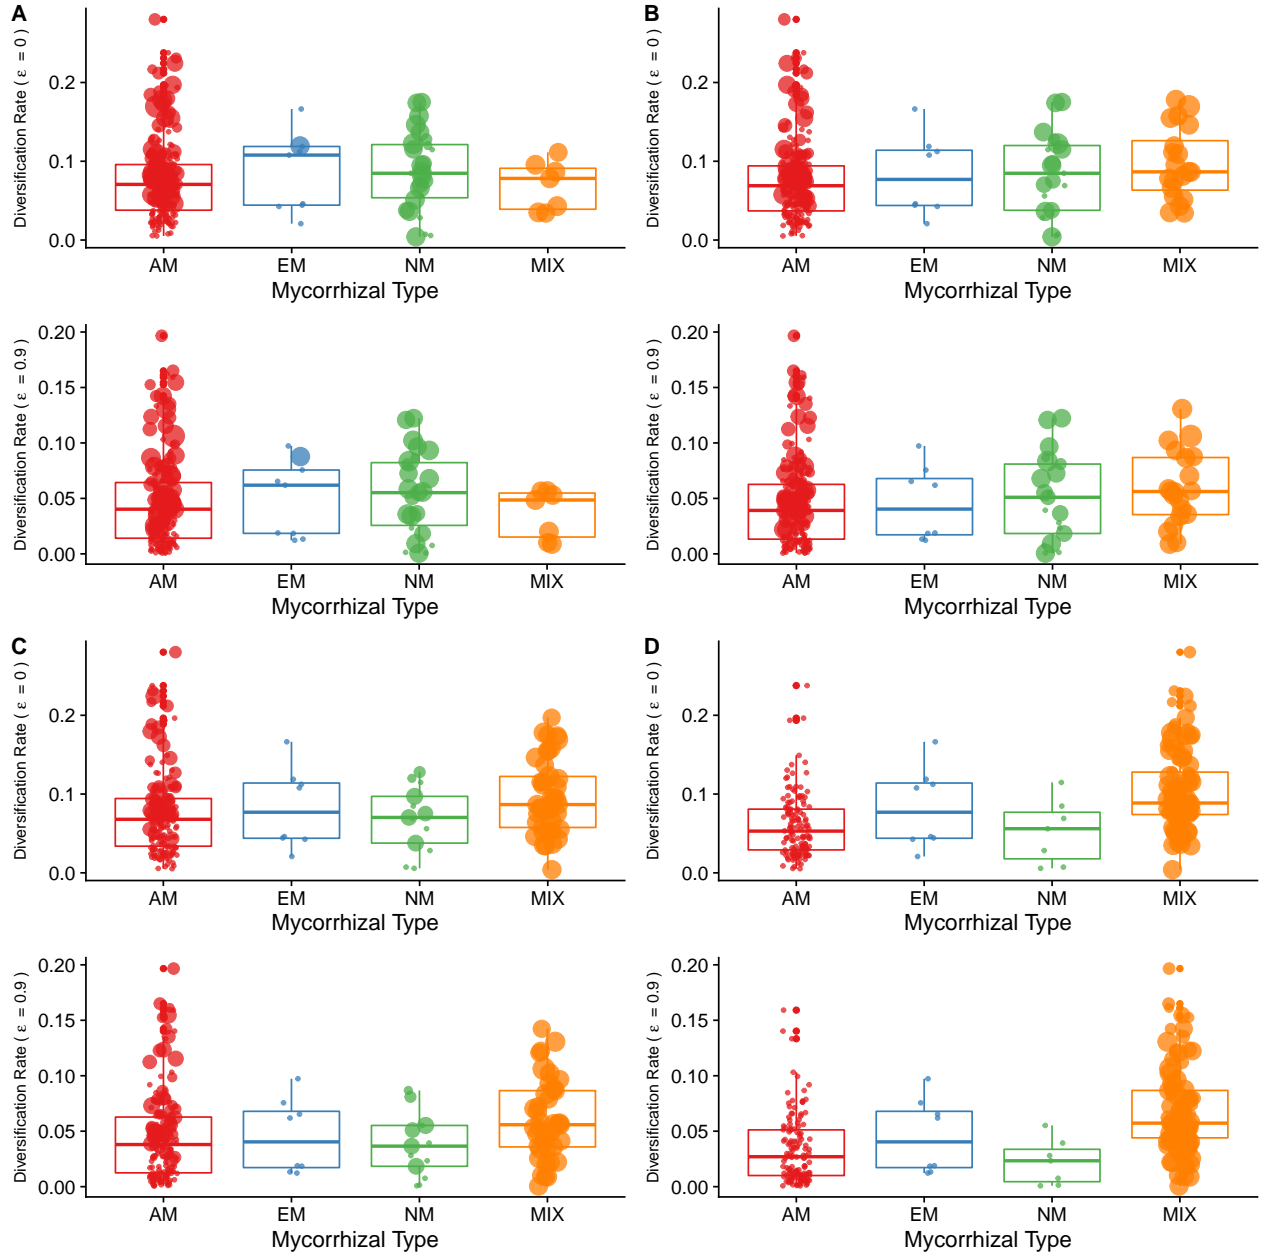 A
Diversification Rate ( ε = 0 )
0.2
0.1
0.0
AM EM NM MIX
Mycorrhizal Type
B
Diversification Rate ( ε = 0 )
0.2
0.1
0.0
AM EM NM MIX
Mycorrhizal Type
Diversification Rate ( ε = 0.9 )
0.20
0.15
0.10
0.05
0.00
AM EM NM MIX
Mycorrhizal Type
Diversification Rate ( ε = 0.9 )
0.20
0.15
0.10
0.05
0.00
AM EM NM MIX
Mycorrhizal Type
C
Diversification Rate ( ε = 0 )
0.2
0.1
0.0
AM EM NM MIX
Mycorrhizal Type
D
Diversification Rate ( ε = 0 )
0.2
0.1
0.0
AM EM NM MIX
Mycorrhizal Type
Diversification Rate ( ε = 0.9 )
0.20
0.15
0.10
0.05
0.00
AM EM NM MIX
Mycorrhizal Type
Diversification Rate ( ε = 0.9 )
0.20
0.15
0.10
0.05
0.00
AM EM NM MIX
Mycorrhizal Type